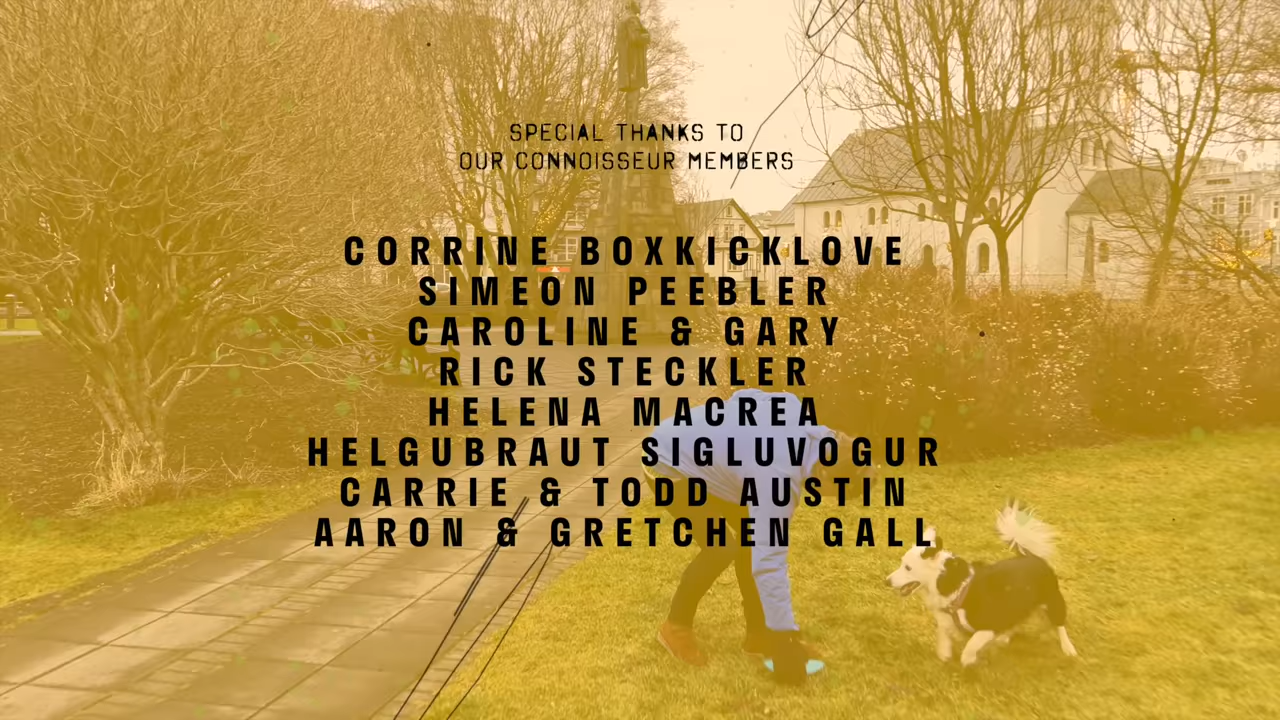 SPECIAL THANKS TO
OUR CONNOISSEUR MEMBERS
CORRINE BOXKICKLOVE
SIMEON PEEBLER
CAROLINE & GARY
RICK STECKLER
HELENA MACREA
HELGUBRAUT SIGLUVOGUR
CARRIE & TODD AUSTIN
AARON & GRETCHEN GALL